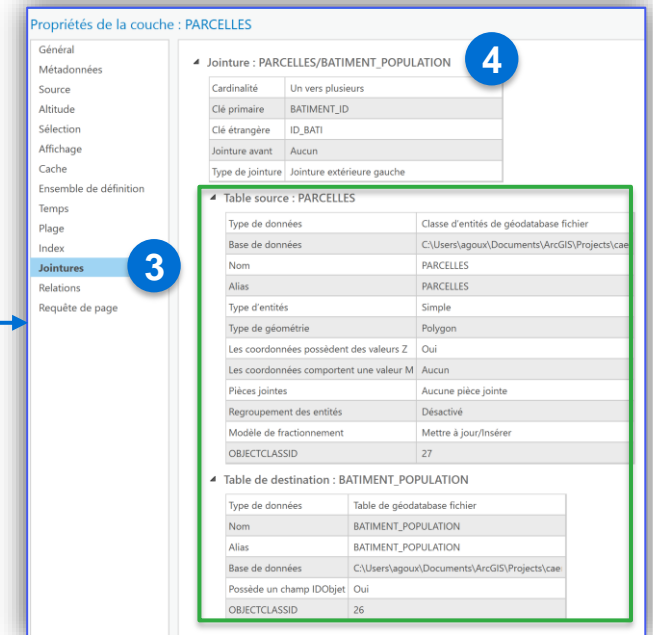 Propriétés de la couche : PARCELLES
Général
Métadonnées
Source
Altitude
Sélection
Affichage
Cache
Ensemble de définition
Temps
Plage
Index
Jointures
Relations
Requête de page
3
Jointure : PARCELLES/BATIMENT_POPULATION
4
Cardinalité Un vers plusieurs
Clé primaire BATIMENT_ID
Clé étrangère ID_BATI
Jointure avant Aucun
Type de jointure Jointure extérieure gauche
Table source : PARCELLES
Type de données Classe d'entités de géodatabase fichier
Base de données C:\Users\agoux\Documents\ArcGIS\Projects\cae
Nom PARCELLES
Alias PARCELLES
Type d'entités Simple
Type de géométrie Polygon
Les coordonnées possèdent des valeurs Z Oui
Les coordonnées comportent une valeur M Aucun
Pièces jointes Aucune pièce jointe
Regroupement des entités Désactivé
Modèle de fractionnement Mettre à jour/Insérer
OBJECTCLASSID 27
Table de destination : BATIMENT_POPULATION
Type de données Table de géodatabase fichier
Nom BATIMENT_POPULATION
Alias BATIMENT_POPULATION
Base de données C:\Users\agoux\Documents\ArcGIS\Projects\cae
Possède un champ IDObjet Oui
OBJECTCLASSID 26